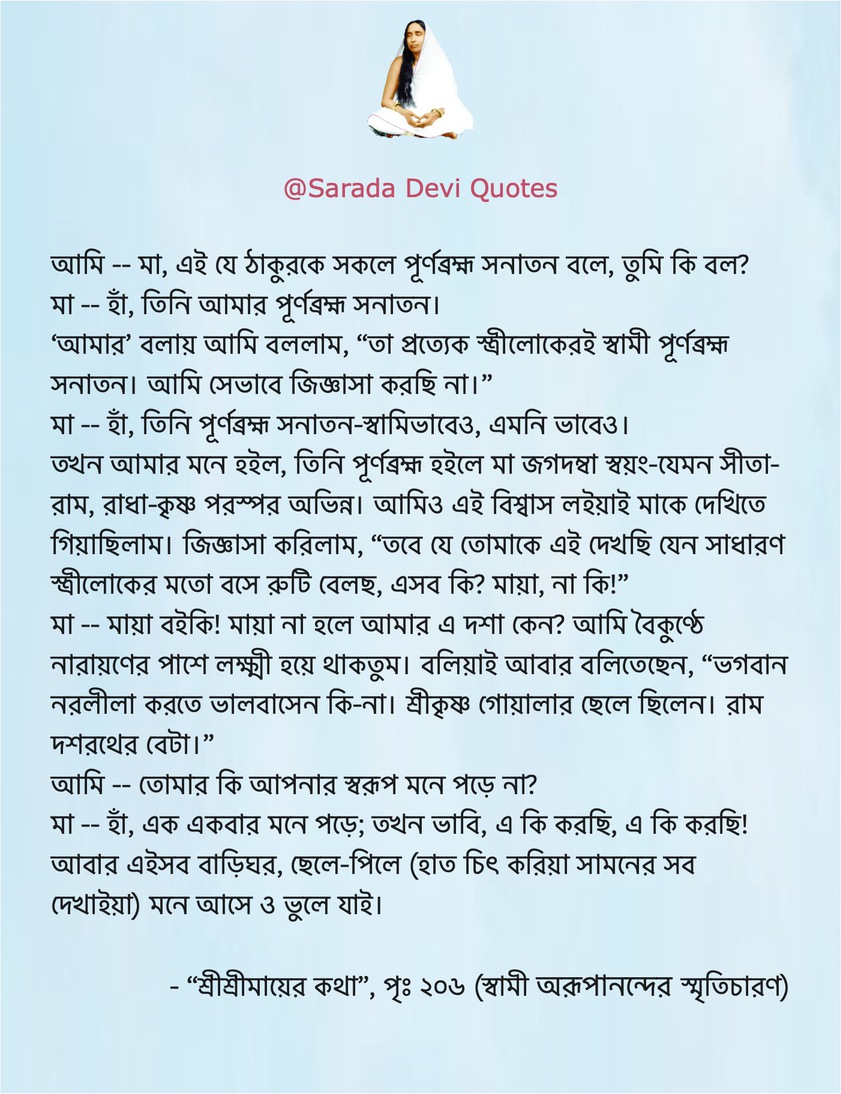 @Sarada Devi Quotes
আমি -- মা, এই যে ঠাকুরকে সকলে পূর্ণব্রহ্ম সনাতন বলে, তুমি কি বল?
মা -- হাঁ, তিনি আমার পূর্ণব্রহ্ম সনাতন।
‘আমার’ বলায় আমি বললাম, “তা প্রত্যেক স্ত্রীলোকেরই স্বামী পূর্ণব্রহ্ম
সনাতন। আমি সেভাবে জিজ্ঞাসা করছি না।”
মা -- হাঁ, তিনি পূর্ণব্রহ্ম সনাতন-স্বামিভাবেও, এমনি ভাবেও।
তখন আমার মনে হইল, তিনি পূর্ণব্রহ্ম হইলে মা জগদম্বা স্বয়ং-যেমন সীতা-
রাম, রাধা-কৃষ্ণ পরস্পর অভিন্ন। আমিও এই বিশ্বাস লইয়াই মাকে দেখিতে
গিয়াছিলাম। জিজ্ঞাসা করিলাম, “তবে যে তোমাকে এই দেখছি যেন সাধারণ
স্ত্রীলোকের মতো বসে রুটি বেলছ, এসব কি? মায়া, না কি!”
মা -- মায়া বইকি! মায়া না হলে আমার এ দশা কেন? আমি বৈকুণ্ঠে
নারায়ণের পাশে লক্ষ্মী হয়ে থাকতুম। বলিয়াই আবার বলিতেছেন, “ভগবান
নরলীলা করতে ভালবাসেন কি-না। শ্রীকৃষ্ণ গোয়ালার ছেলে ছিলেন। রাম
দশরথের বেটা।”
আমি -- তোমার কি আপনার স্বরূপ মনে পড়ে না?
মা -- হাঁ, এক একবার মনে পড়ে; তখন ভাবি, এ কি করছি, এ কি করছি!
আবার এইসব বাড়িঘর, ছেলে-পিলে (হাত চিৎ করিয়া সামনের সব
দেখাইয়া) মনে আসে ও ভুলে যাই।
- “শ্রীশ্রীমায়ের কথা”, পৃঃ ২০৬ (স্বামী অরূপানন্দের স্মৃতিচারণ)